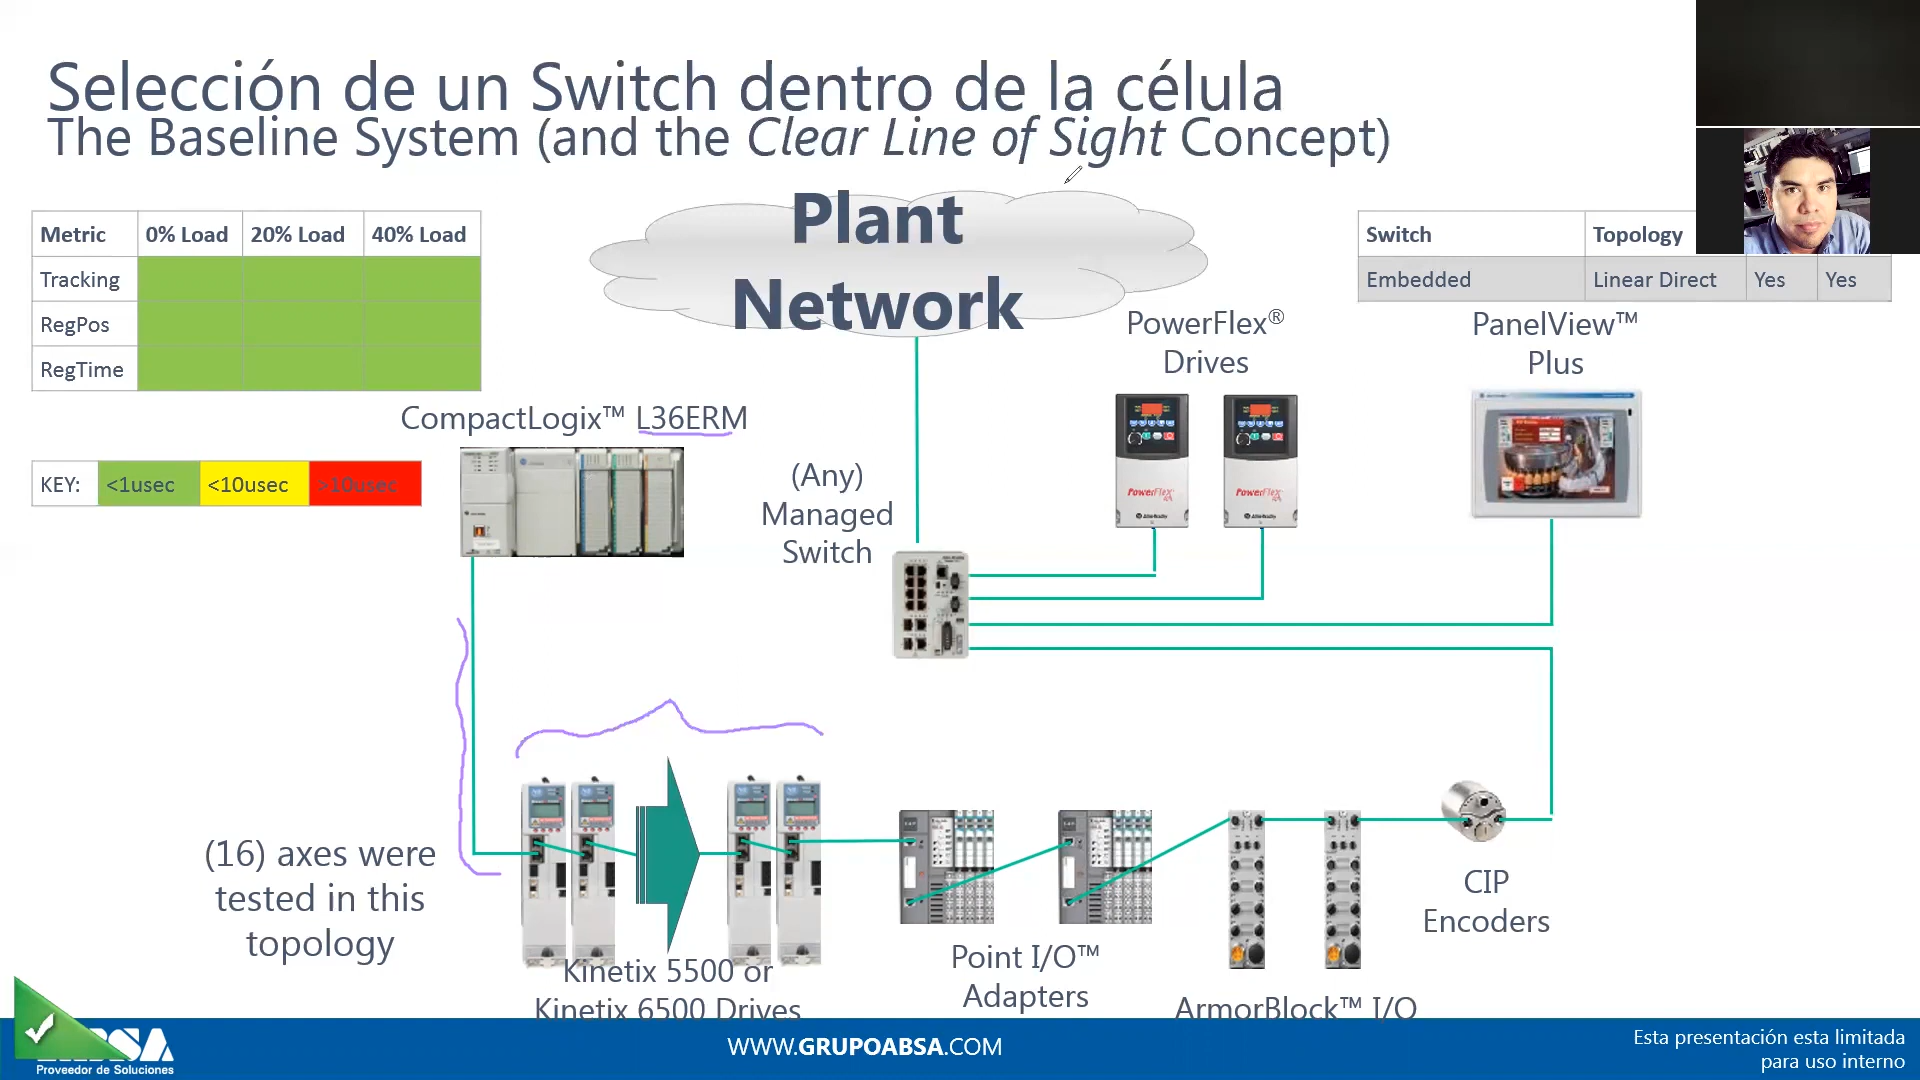 Selección de un Switch dentro de la célula
The Baseline System (and the Clear Line of Sight Concept)
Metric 0% Load 20% Load 40% Load
Tracking
RegPos
RegTime
KEY: <1usec <10usec >10usec
Plant
Network
Switch Topology
Embedded Linear Direct Yes Yes
CompactLogix™ L36ERM
(Any)
Managed
Switch
PowerFlex®
Drives
PanelView™
Plus
PowerFlex PowerFlex
(16) axes were
tested in this
topology
Kinetix 5500 or
Kinetix 6500 Drives
Point I/O™
Adapters
ArmorBlock™ I/O
CIP
Encoders
Proveedor de Soluciones
WWW.GRUPOABSA.COM
Esta presentación esta limitada
para uso interno